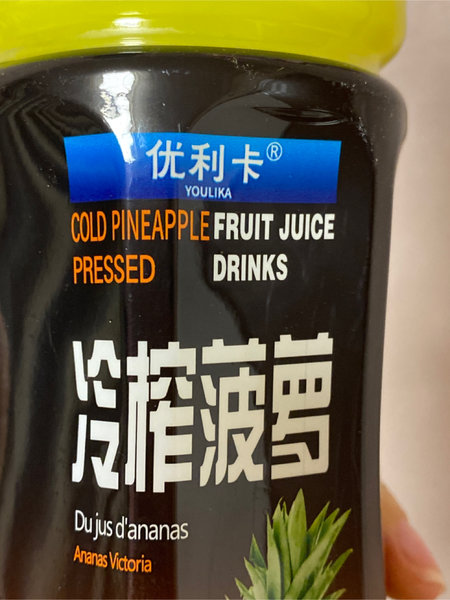 优利卡®
YOULIKA
COLD PINEAPPLE FRUIT JUICE
PRESSED DRINKS
冷榨菠萝
Du jus d'ananas
Ananas Victoria